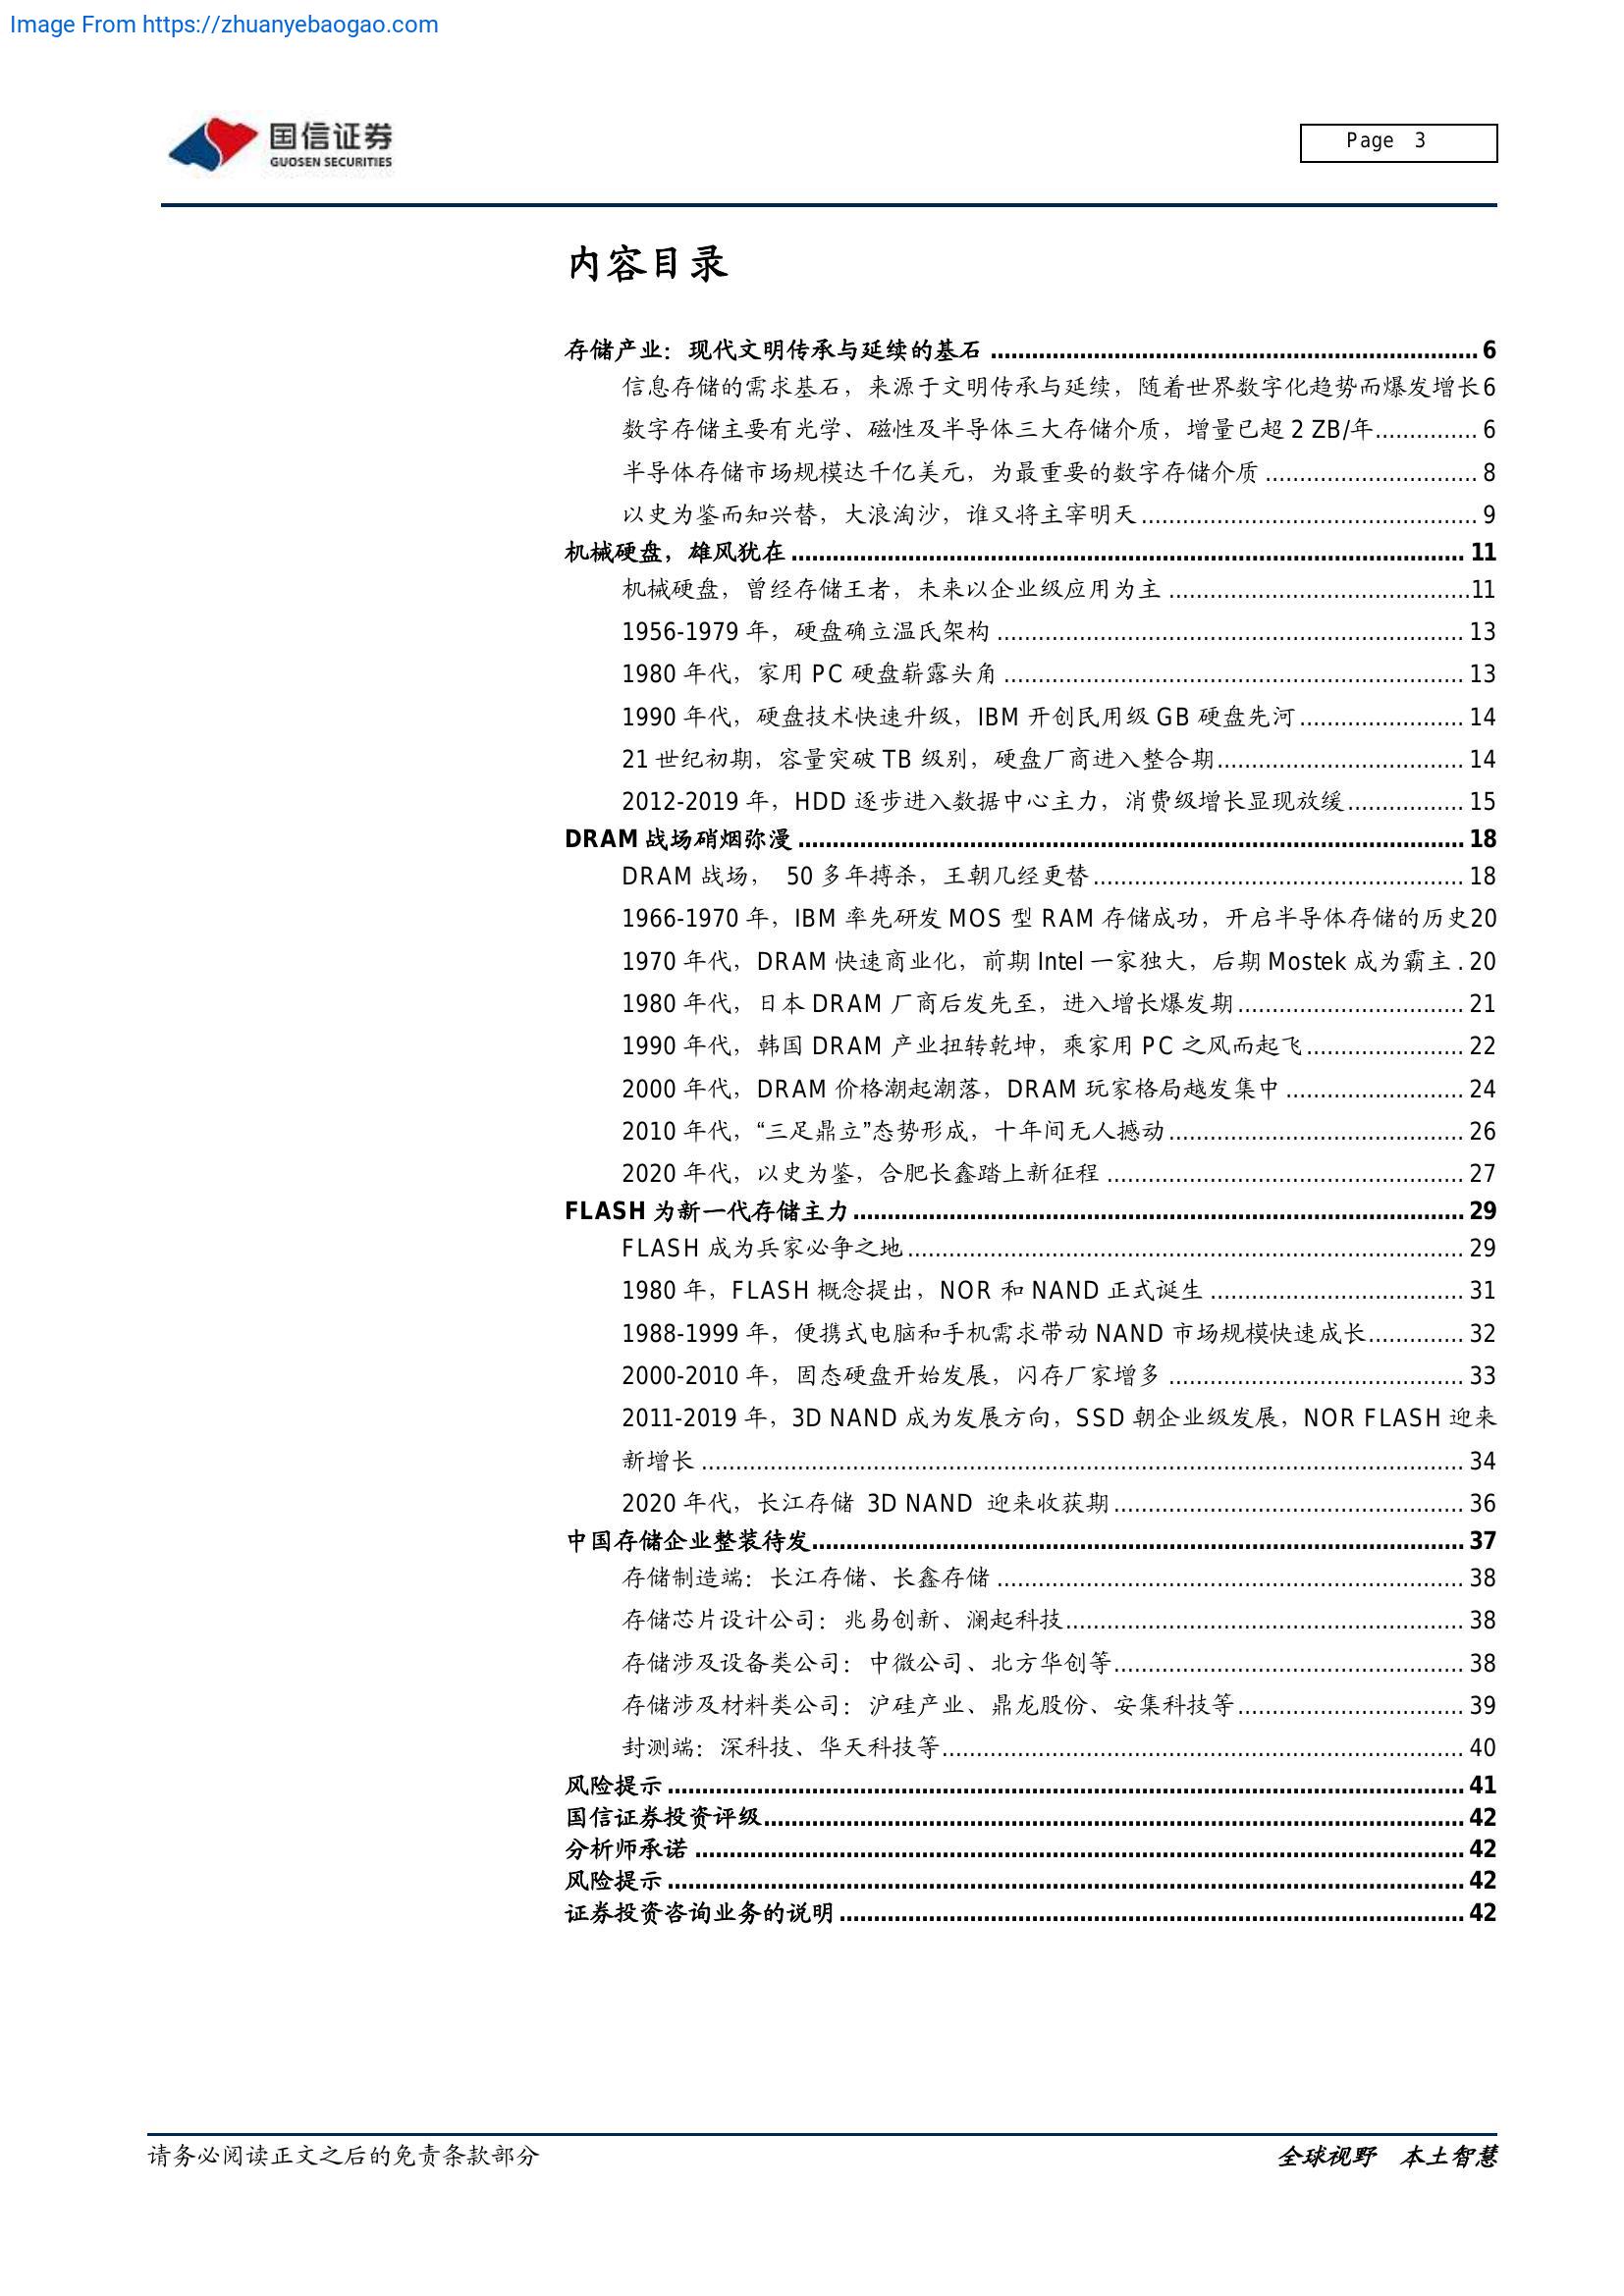 Image From https://zhuanyebaogao.com
国信证券
GUOSEN SECURITIES
Page 3
内容目录
存储产业：现代文明传承与延续的基石 ........................................ 6
信息存储的需求基石，来源于文明传承与延续，随着世界数字化趋势而爆发增长6
数字存储主要有光学、磁性及半导体三大存储介质，增量已超 2 ZB/年............... 6
半导体存储市场规模达千亿美元，为最重要的数字存储介质 ............................... 8
以史为鉴而知兴替，大浪淘沙，谁又将主宰明天 ................................................. 9
机械硬盘，雄风犹在 ........................................ 11
机械硬盘，曾经存储王者，未来以企业级应用为主 ............................................11
1956-1979 年，硬盘确立温氏架构 .................................................................... 13
1980 年代，家用 PC 硬盘崭露头角 ................................................................... 13
1990 年代，硬盘技术快速升级，IBM 开创民用级 GB 硬盘先河 ........................ 14
21 世纪初期，容量突破 TB 级别，硬盘厂商进入整合期.................................... 14
2012-2019 年，HDD 逐步进入数据中心主力，消费级增长显现放缓................. 15
DRAM 战场硝烟弥漫 ........................................ 18
DRAM 战场， 50 多年搏杀，王朝几经更替...................................................... 18
1966-1970 年，IBM 率先研发 MOS 型 RAM 存储成功，开启半导体存储的历史20
1970 年代，DRAM 快速商业化，前期 Intel 一家独大，后期 Mostek 成为霸主 . 20
1980 年代，日本 DRAM 厂商后发先至，进入增长爆发期 ................................. 21
1990 年代，韩国 DRAM 产业扭转乾坤，乘家用 PC 之风而起飞....................... 22
2000 年代，DRAM 价格潮起潮落，DRAM 玩家格局越发集中 .......................... 24
2010 年代，“三足鼎立”态势形成，十年间无人撼动........................................... 26
2020 年代，以史为鉴，合肥长鑫踏上新征程 .................................................... 27
FLASH 为新一代存储主力 ........................................ 29
FLASH 成为兵家必争之地................................................................................. 29
1980 年，FLASH 概念提出，NOR 和 NAND 正式诞生 ..................................... 31
1988-1999 年，便携式电脑和手机需求带动 NAND 市场规模快速成长.............. 32
2000-2010 年，固态硬盘开始发展，闪存厂家增多 ........................................... 33
2011-2019 年，3D NAND 成为发展方向，SSD 朝企业级发展，NOR FLASH 迎来
新增长 ................................................................................................................ 34
2020 年代，长江存储 3D NAND 迎来收获期 ................................................... 36
中国存储企业整装待发........................................ 37
存储制造端：长江存储、长鑫存储 .................................................................... 38
存储芯片设计公司：兆易创新、澜起科技.......................................................... 38
存储涉及设备类公司：中微公司、北方华创等................................................... 38
存储涉及材料类公司：沪硅产业、鼎龙股份、安集科技等................................. 39
封测端：深科技、华天科技等............................................................................ 40
风险提示 ........................................ 41
国信证券投资评级........................................ 42
分析师承诺 ........................................ 42
风险提示 ........................................ 42
证券投资咨询业务的说明 ........................................ 42
请务必阅读正文之后的免责条款部分
全球视野 本土智慧